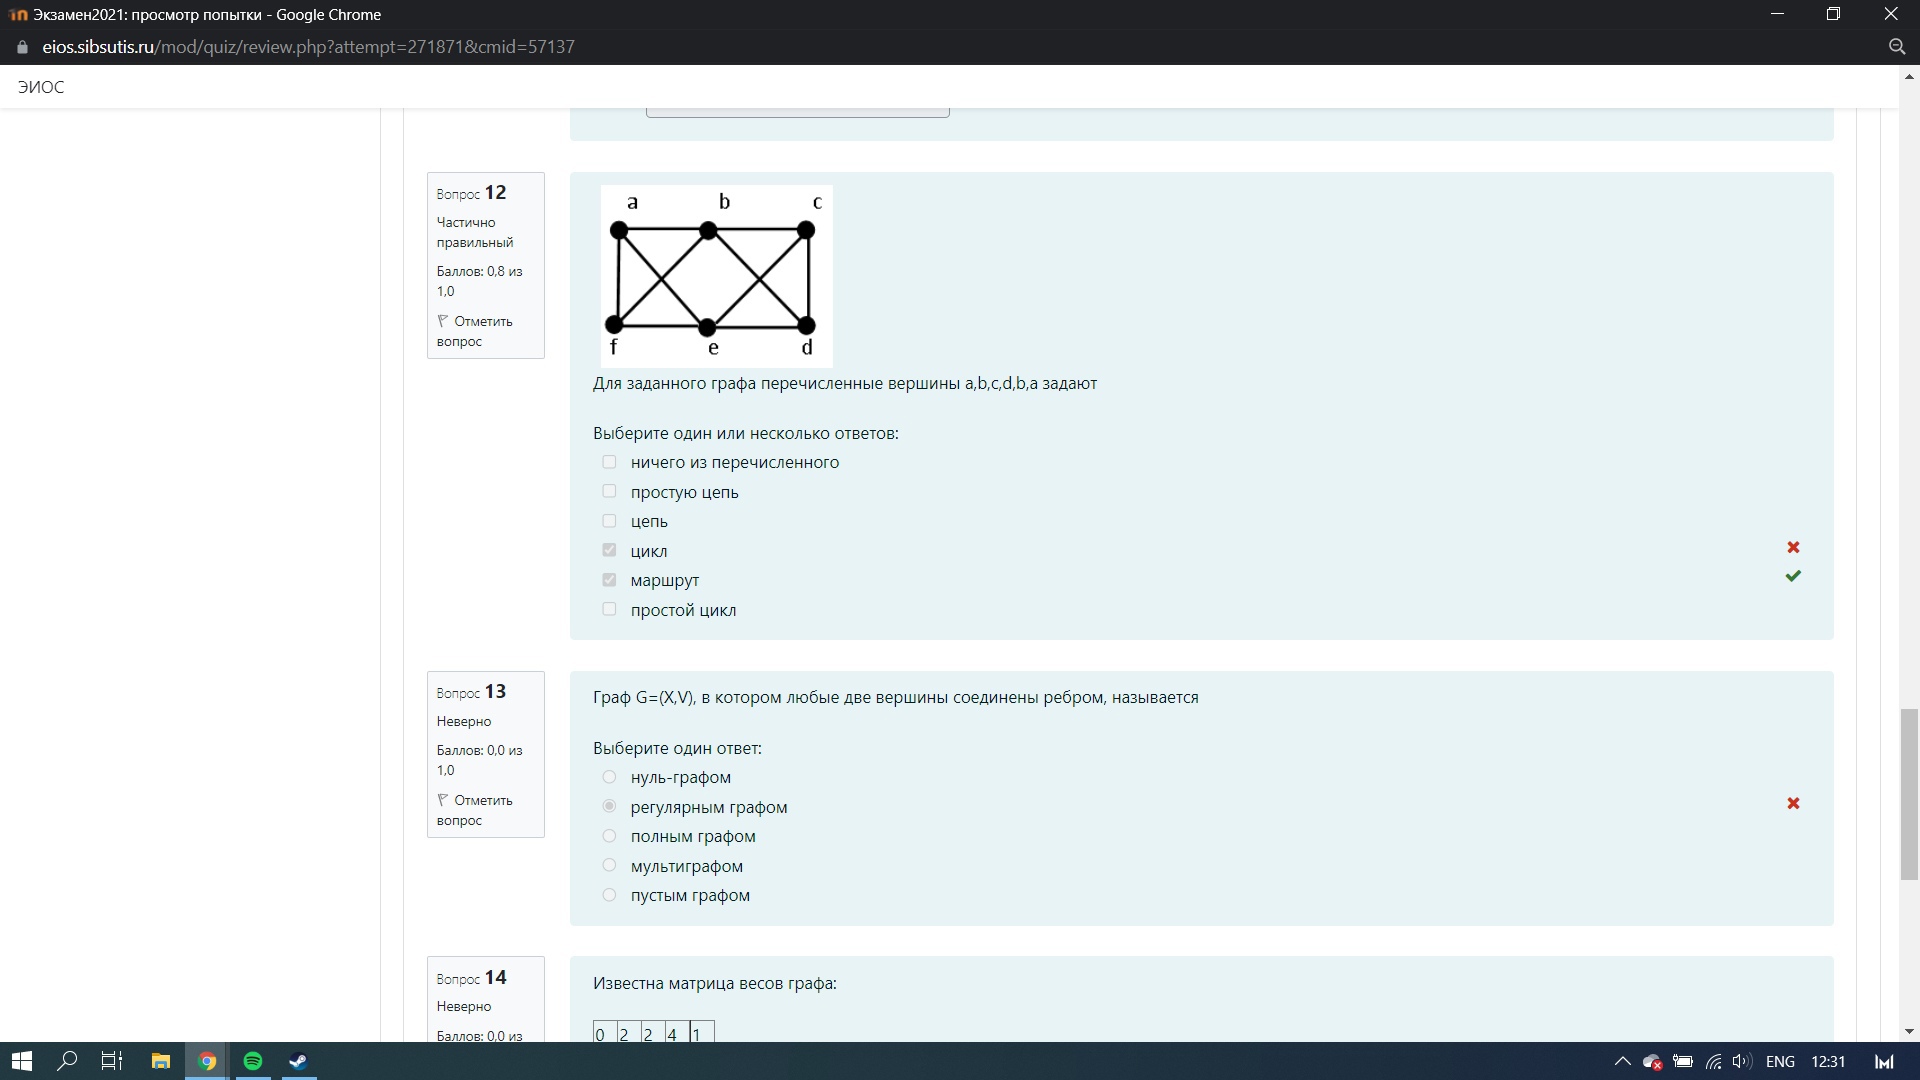 Экзамен2021: просмотр попытки - Google Chrome
eios.sibsutis.ru/mod/quiz/review.php?attempt=271871&cmid=57137
ЭИОС
Вопрос 12
Частично
правильный
Баллов: 0,8 из
1,0
Отметить
вопрос
a b c
f e d
Для заданного графа перечисленные вершины a,b,c,d,b,a задают
Выберите один или несколько ответов:
ничего из перечисленного
простую цепь
цепь
цикл
маршрут
простой цикл
Вопрос 13
Неверно
Баллов: 0,0 из
1,0
Отметить
вопрос
Граф G=(X,V), в котором любые две вершины соединены ребром, называется
Выберите один ответ:
нуль-графом
регулярным графом
полным графом
мультиграфом
пустым графом
Вопрос 14
Неверно
Баллов: 0,0 из
Известна матрица весов графа:
0 2 2 4 1
ENG 12:31